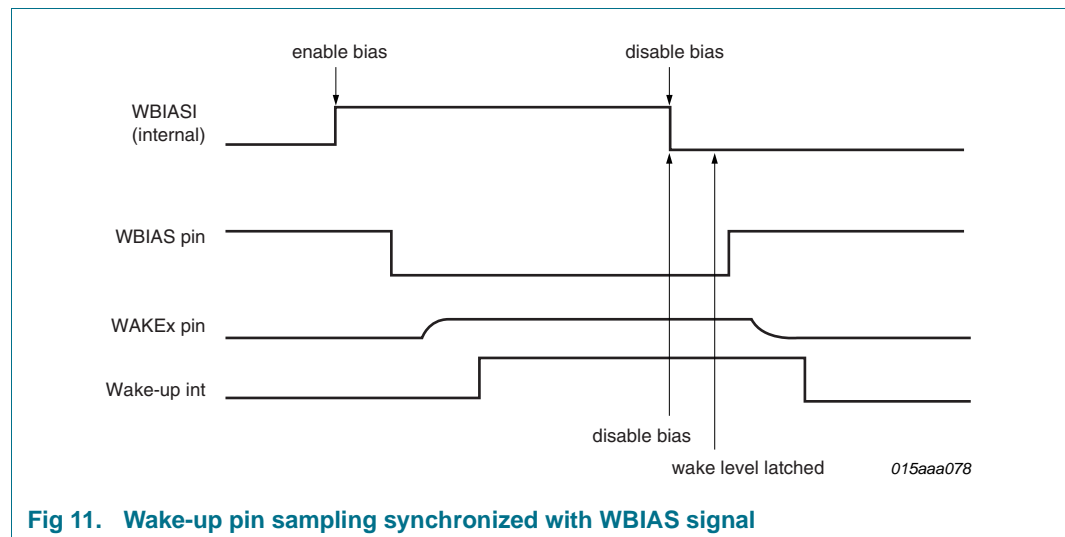 enable bias
disable bias
WBIASI
(internal)
WBIAS pin
WAKEx pin
Wake-up int
disable bias
wake level latched
015aaa078
Fig 11. Wake-up pin sampling synchronized with WBIAS signal